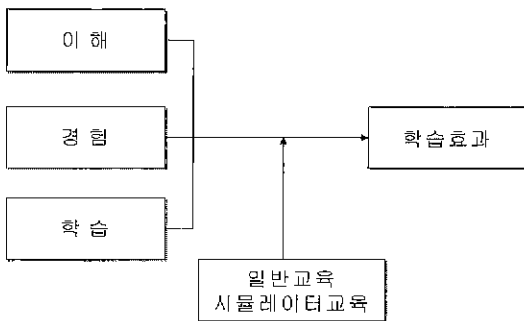 이 해
경 험
학 습
학습효과
일반교육
시뮬레이터교육